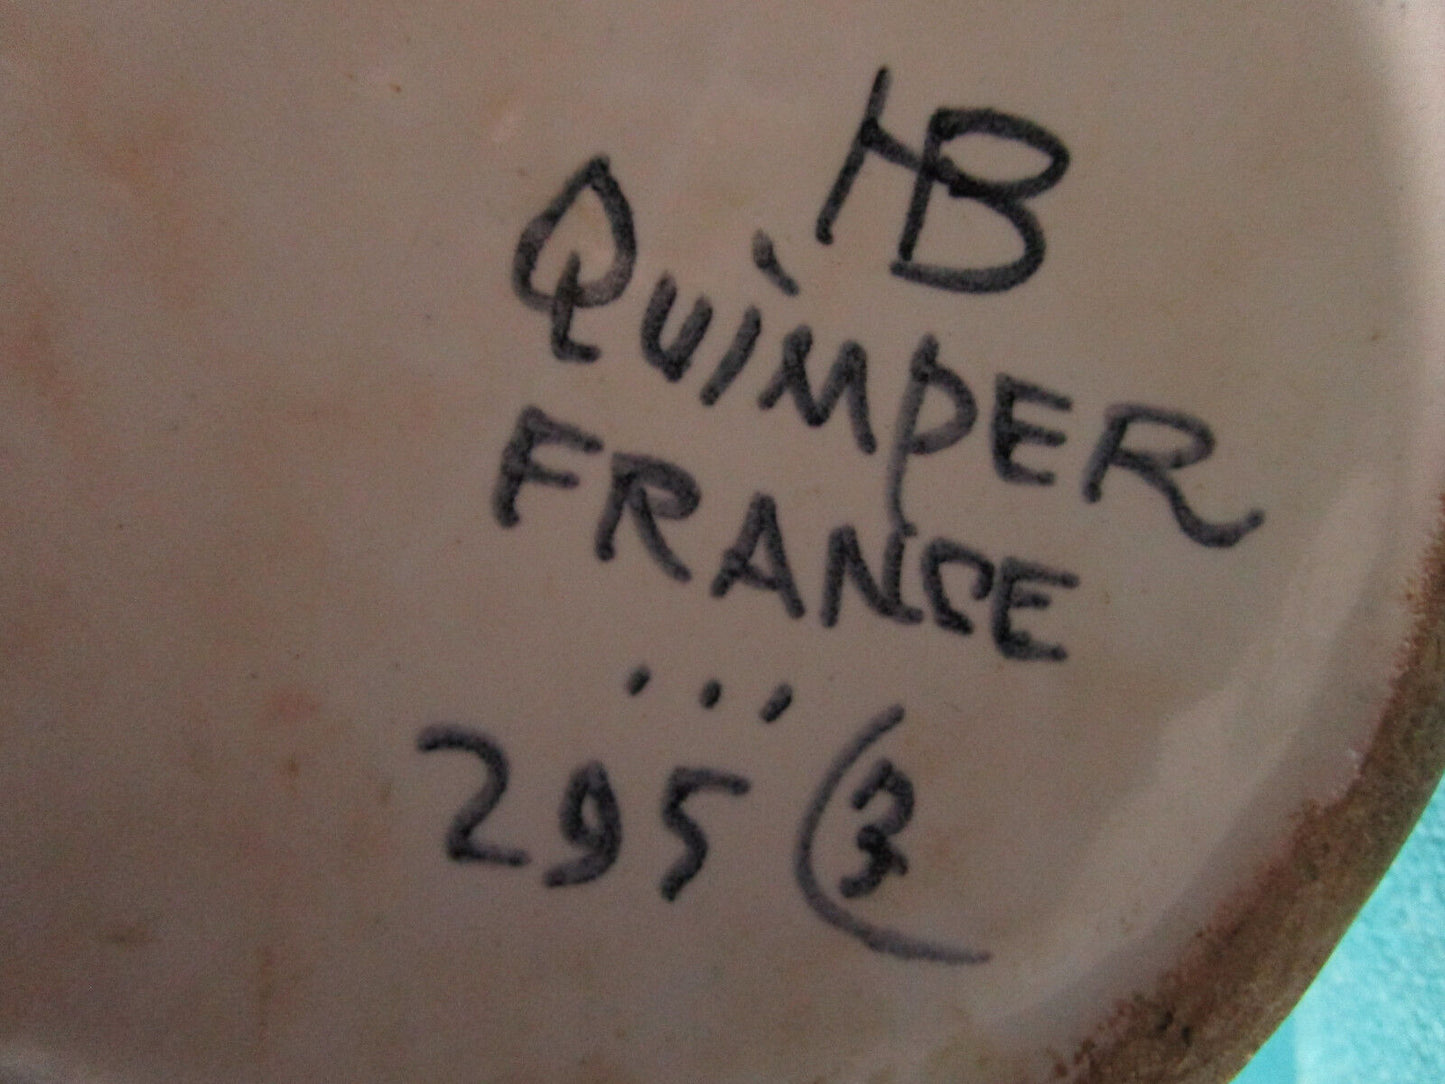 HB
QUIMPER
FRANCE
...
295 (3